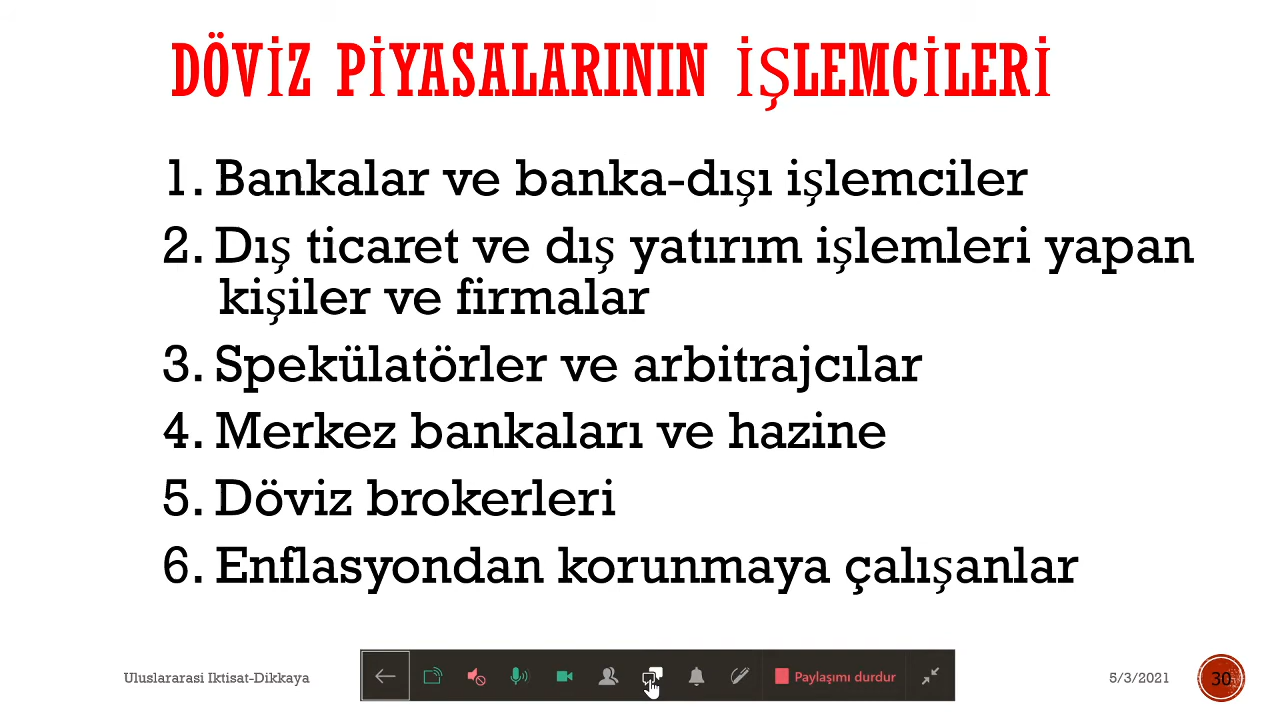 DÖVİZ PİYASALARININ İŞLEMCİLERİ
1. Bankalar ve banka-dışı işlemciler
2. Dış ticaret ve dış yatırım işlemleri yapan
kişiler ve firmalar
3. Spekülatörler ve arbitrajcılar
4. Merkez bankaları ve hazine
5. Döviz brokerleri
6. Enflasyondan korunmaya çalışanlar
Uluslararasi Iktisat-Dikkaya
Paylaşımı durdur
5/3/2021
30